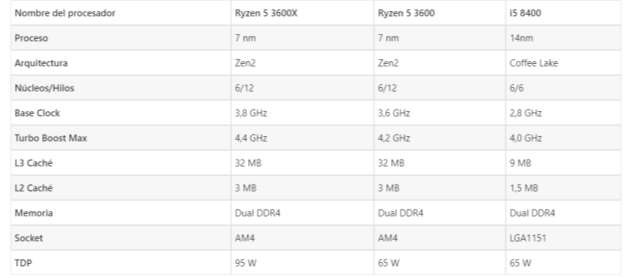 Nombre del procesador Ryzen 5 3600X Ryzen 5 3600 i5 8400
Proceso 7 nm 7 nm 14nm
Arquitectura Zen2 Zen2 Coffee Lake
Núcleos/Hilos 6/12 6/12 6/6
Base Clock 3,8 GHz 3,6 GHz 2,8 GHz
Turbo Boost Max 4,4 GHz 4,2 GHz 4,0 GHz
L3 Caché 32 MB 32 MB 9 MB
L2 Caché 3 MB 3 MB 1,5 MB
Memoria Dual DDR4 Dual DDR4 Dual DDR4
Socket AM4 AM4 LGA1151
TDP 95 W 65 W 65 W